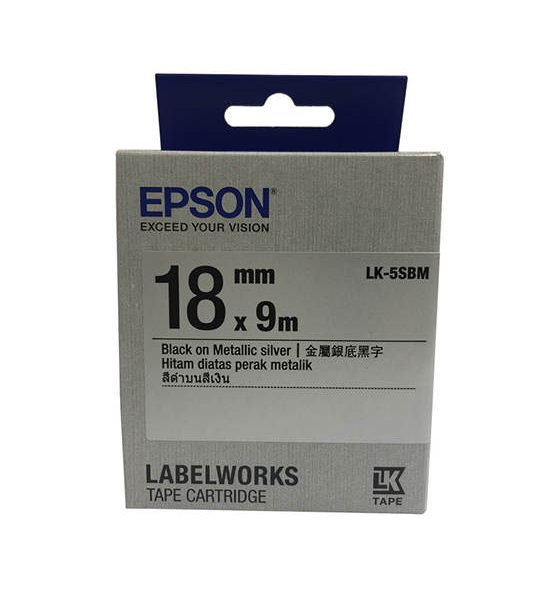 EPSON®
EXCEED YOUR VISION
18 mm x 9m
LK-5SBM
Black on Metallic silver | 金屬銀底黑字
Hitam diatas perak metalik
สีดำบนสีเงิน
LABELWORKS
TAPE CARTRIDGE
LK
TAPE